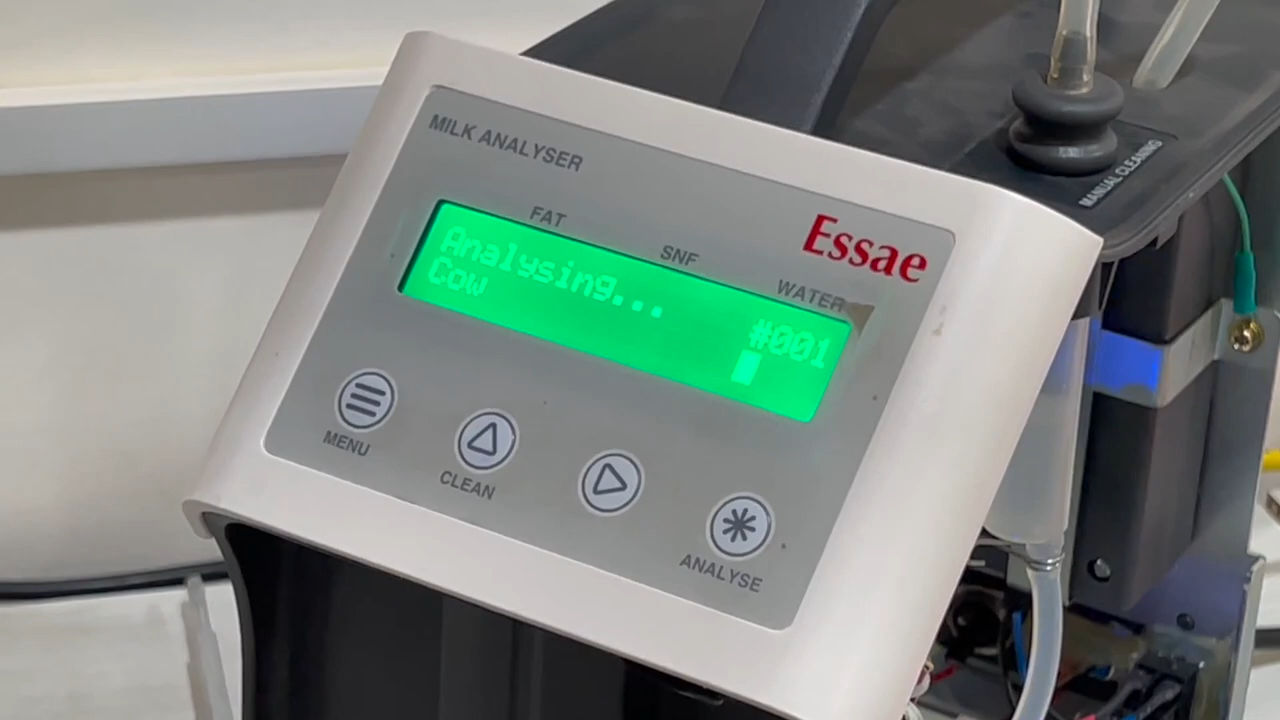 MILK ANALYSER
Essae
FAT SNF WATER
Analysing... #001
Cow
MENU
CLEAN
ANALYSE
MANUAL CLEANING